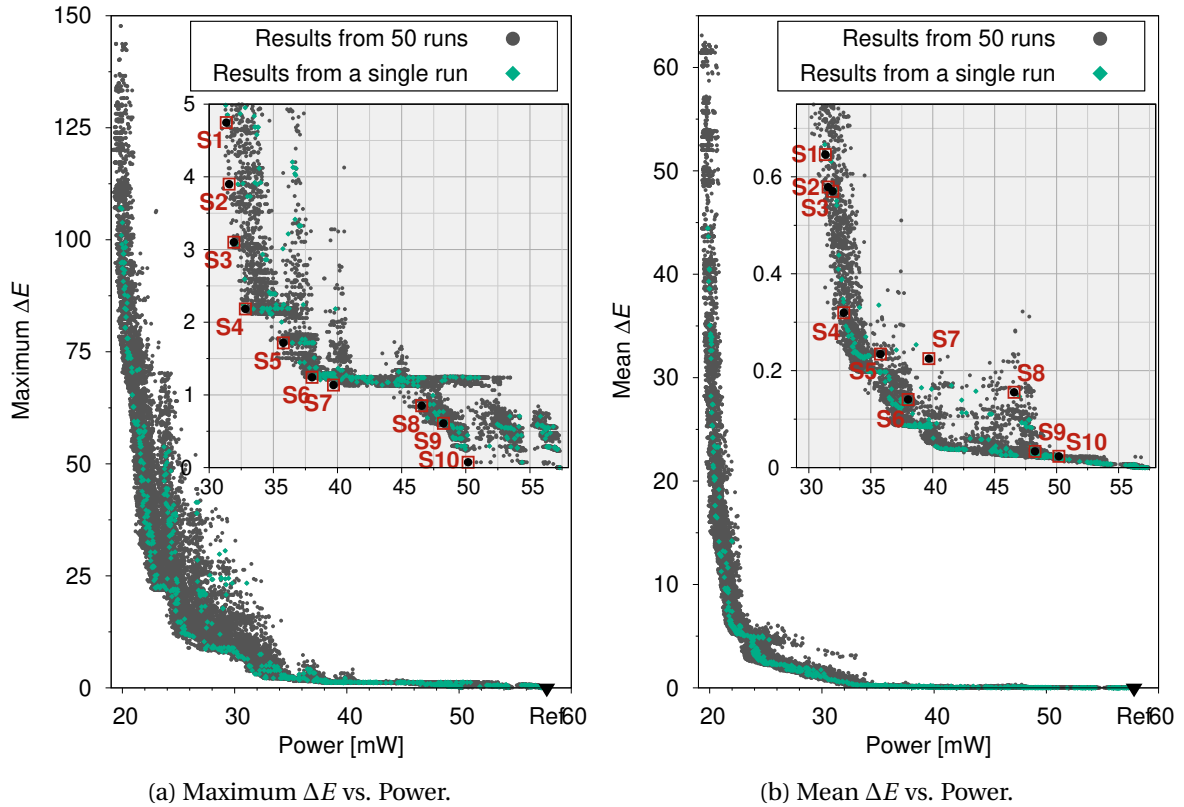 Results from 50 runs
Results from a single run
150
125
100
75
50
25
0
Maximum ΔE
5
4
3
2
1
0
S1
S2
S3
S4
S5
S6
S7
S8
S9
S10
30
35
40
45
50
55
20
30
40
50
Ref
60
Power [mW]
(a) Maximum ΔE vs. Power.
Results from 50 runs
Results from a single run
60
50
40
30
20
10
0
Mean ΔE
0.6
0.4
0.2
0
S1
S2
S3
S4
S5
S6
S7
S8
S9
S10
30
35
40
45
50
55
20
30
40
50
Ref
60
Power [mW]
(b) Mean ΔE vs. Power.